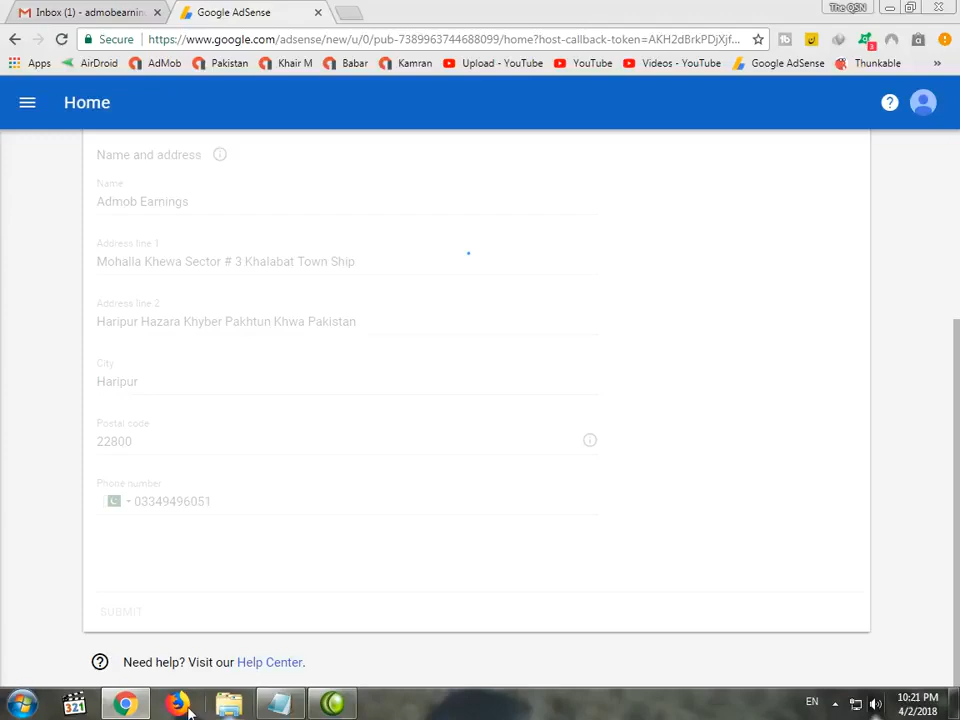 Inbox (1) - admobearnin
Google AdSense
The QSN
Secure
https://www.google.com/adsense/new/u/0/pub-7389963744688099/home?host-callback-token=AKH2dBrkPDjXjf...
3
Apps
AirDroid
AdMob
Pakistan
Khair M
Babar
Kamran
Upload - YouTube
YouTube
Videos - YouTube
Google AdSense
Thunkable
»
Home
Name and address
Name
Admob Earnings
Address line 1
Mohalla Khewa Sector # 3 Khalabat Town Ship
Address line 2
Haripur Hazara Khyber Pakhtun Khwa Pakistan
City
Haripur
Postal code
22800
Phone number
03349496051
SUBMIT
Need help? Visit our Help Center.
321
EN
10:21 PM
4/2/2018